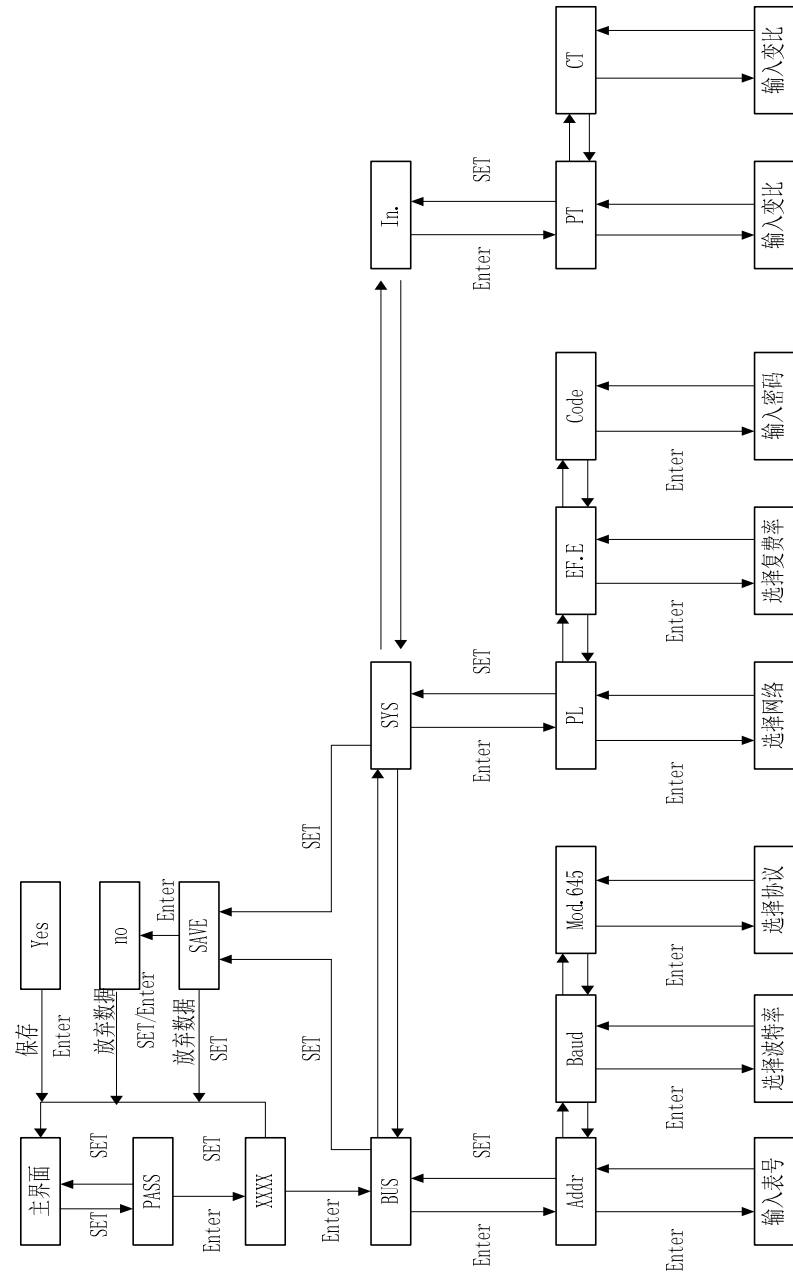 主界面
SET
SET
PASS
Enter
SET
XXXX
Enter
保存
Enter
Yes
放弃数据
SET/Enter
no
Enter
放弃数据
SET
SAVE
SET
SET
BUS
SYS
In.
Enter
SET
Enter
SET
Enter
SET
Addr
Baud
Mod.645
PL
EF.E
Code
PT
CT
Enter
Enter
Enter
Enter
Enter
Enter
输入表号
选择波特率
选择协议
选择网络
选择复费率
输入密码
输入变比
输入变比